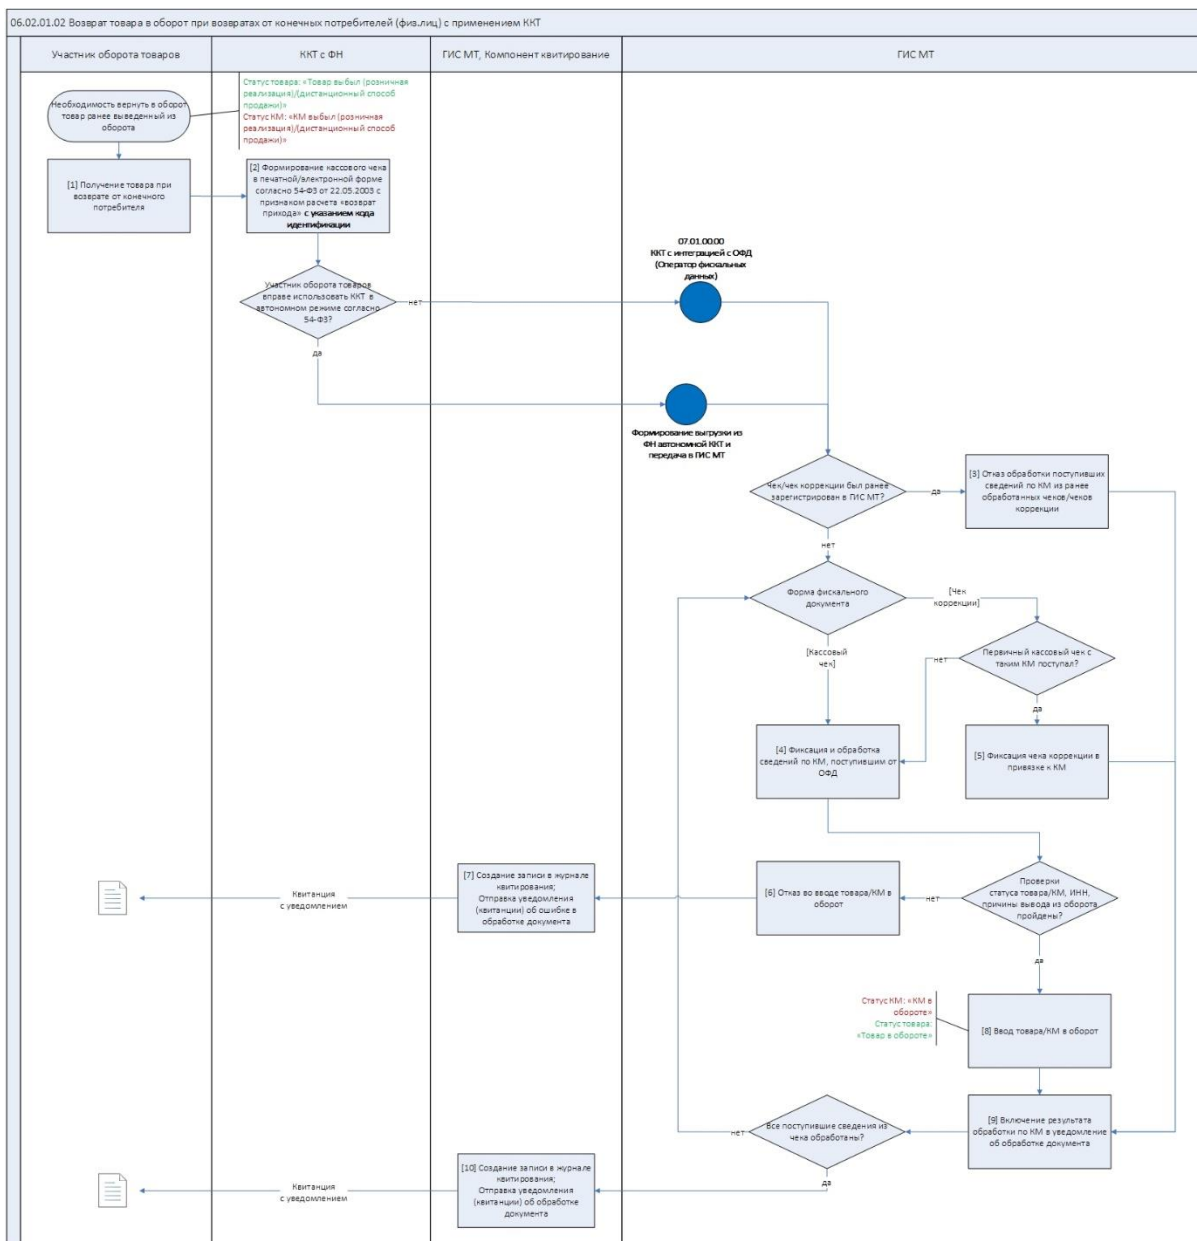 06.02.01.02 Возврат товара в оборот при возвратах от конечных потребителей (физ.лиц) с применением ККТ
Участник оборота товаров
ККТ с ФН
ГИС МТ, Компонент квитирование
ГИС МТ
Необходимость вернуть в оборот
товар ранее выведенный из
оборота
Статус товара: «Товар выбыл (розничная
реализация)/(дистанционный способ
продажи)»
Статус КМ: «КМ выбыл (розничная
реализация)/(дистанционный способ
продажи)»
[1] Получение товара при
возврате от конечного
потребителя
[2] Формирование кассового чека
в печатной/электронной форме
согласно 54-ФЗ от 22.05.2003 с
признаком расчета «возврат
прихода» с указанием кода
идентификации
07.01.00.00
ККТ с интеграцией с ОФД
(Оператор фискальных
данных)
Участник оборота товаров
вправе использовать ККТ в
автономном режиме согласно
54-ФЗ?
нет
да
Формирование выгрузки из
ФН автономной ККТ и
передача в ГИС МТ
Чек/чек коррекции был ранее
зарегистрирован в ГИС МТ?
да
[3] Отказ обработки поступивших
сведений по КМ из ранее
обработанных чеков/чеков
коррекции
нет
Форма фискального
документа
[Чек
коррекции]
[Кассовый
чек]
Первичный кассовый чек с
таким КМ поступал?
нет
да
[4] Фиксация и обработка
сведений по КМ, поступившим от
ОФД
[5] Фиксация чека коррекции в
привязке к КМ
Проверки
статуса товара/КМ, ИНН,
причины вывода из оборота
пройдены?
нет
[6] Отказ во вводе товара/КМ в
оборот
[7] Создание записи в журнале
квитирования;
Отправка уведомления
(квитанции) об ошибке в
обработке документа
Квитанция
с уведомлением
да
Статус КМ: «КМ в
обороте»
Статус товара:
«Товар в обороте»
[8] Ввод товара/КМ в оборот
[9] Включение результата
обработки по КМ в уведомление
об обработке документа
Все поступившие сведения из
чека обработаны?
нет
да
[10] Создание записи в журнале
квитирования;
Отправка уведомления
(квитанции) об обработке
документа
Квитанция
с уведомлением